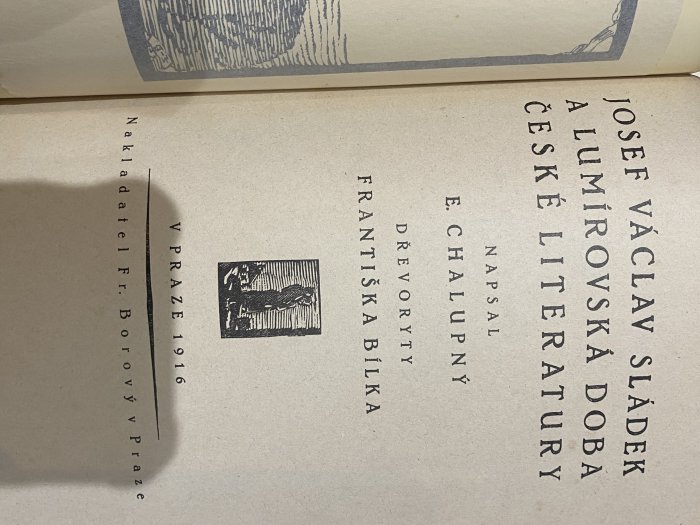 JOSEF VÁCLAV SLÁDEK
A LUMÍROVSKÁ DOBA
ČESKÉ LITERATURY
NAPSAL
E. CHALUPNÝ
DŘEVORYTY
FRANTIŠKA BÍLKA
V PRAZE 1916
Nakladatel Fr. Borový v Praze